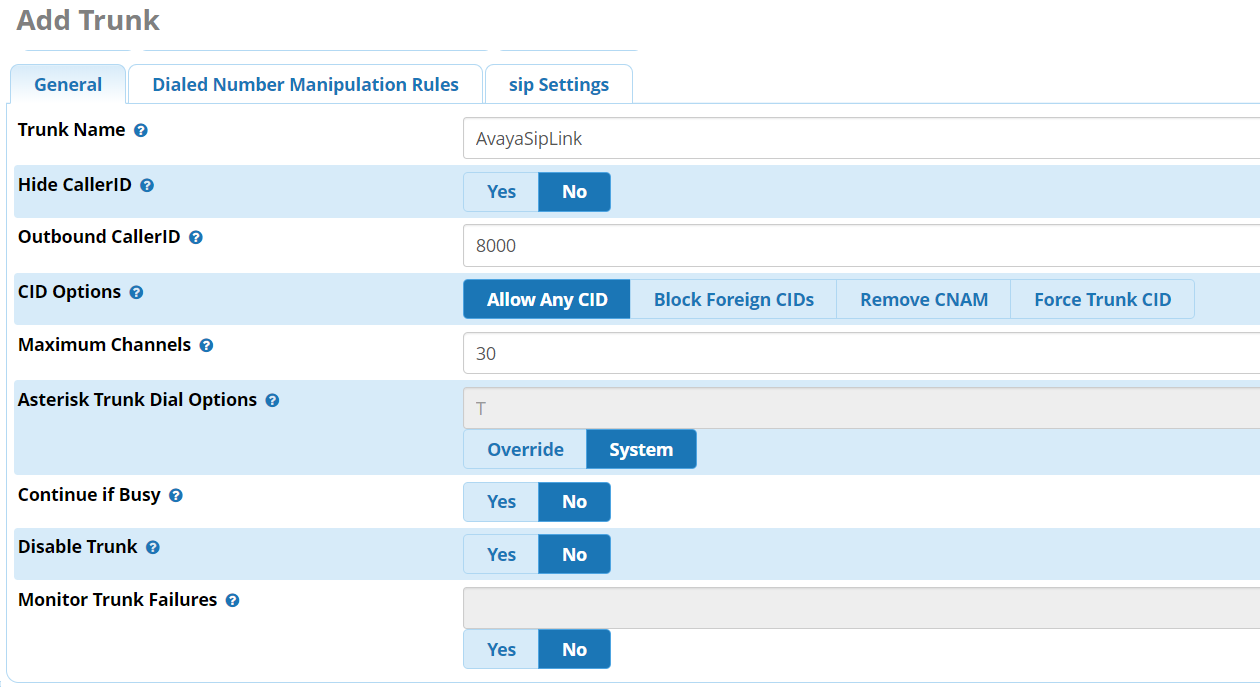 Add Trunk
General Dialed Number Manipulation Rules sip Settings
Trunk Name ? AvayaSipLink
Hide CallerID ? Yes No
Outbound CallerID ? 8000
CID Options ? Allow Any CID Block Foreign CIDs Remove CNAM Force Trunk CID
Maximum Channels ? 30
Asterisk Trunk Dial Options ? T
Override System
Continue if Busy ? Yes No
Disable Trunk ? Yes No
Monitor Trunk Failures ?
Yes No